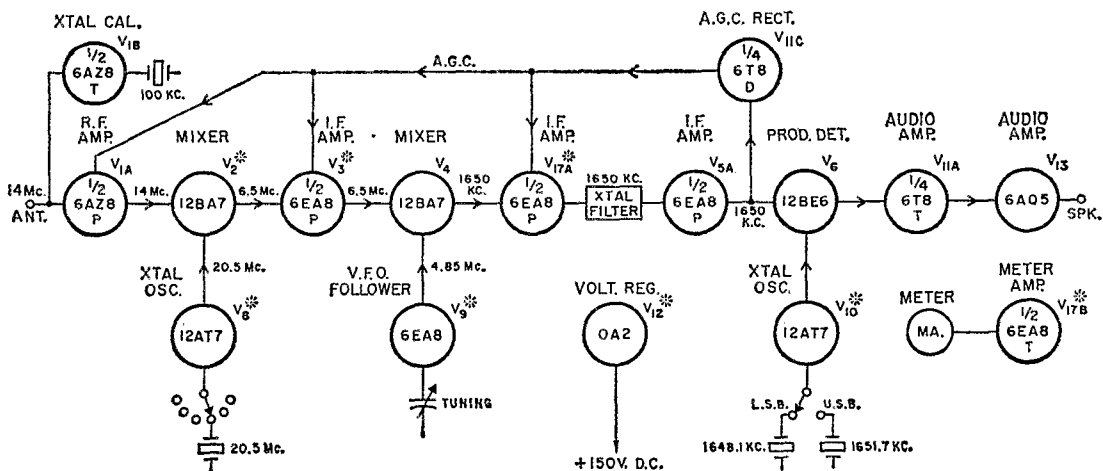 XTAL CAL.
V1B
1/2
6AZ8
T
100 KC.
A.G.C.
A.G.C. RECT.
V11C
1/4
6T8
D
R.F.
AMP.
V1A
1/2
6AZ8
P
14 Mc.
ANT.
14 Mc.
MIXER
V2*
12BA7
6.5 Mc.
I.F.
AMP.
V3*
1/2
6EA8
P
6.5 Mc.
MIXER
V4
12BA7
1650
KC.
I.F.
AMP.
V17A*
1/2
6EA8
P
1650 KC.
XTAL
FILTER
I.F.
AMP.
V5A
1/2
6EA8
P
1650
K.C.
PROD. DET.
V6
12BE6
AUDIO
AMP.
V11A
1/4
6T8
T
AUDIO
AMP.
V13
6AQ5
SPK.
20.5 Mc.
XTAL
OSC.
V8*
12AT7
20.5 Mc.
4.85 Mc.
V.F.O.
FOLLOWER
V9*
6EA8
TUNING
VOLT. REG.
V12*
OA2
+150V. D.C.
XTAL
OSC.
V10*
12AT7
L.S.B.
U.S.B.
1648.1 KC.
1651.7 KC.
METER
MA.
METER
AMP.
V17B*
1/2
6EA8
T